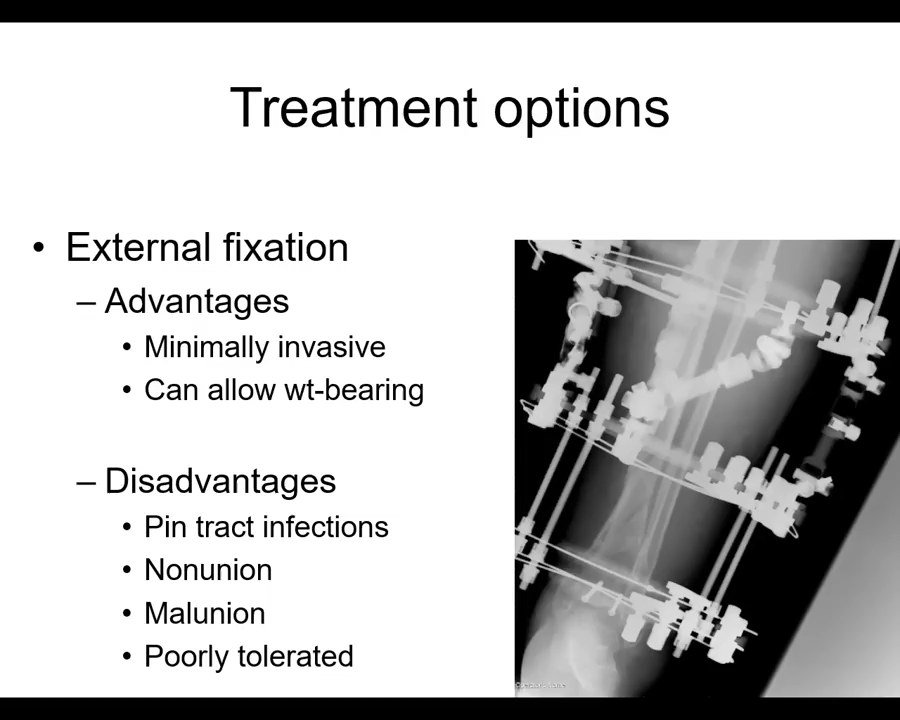 Treatment options
• External fixation
– Advantages
• Minimally invasive
• Can allow wt-bearing
– Disadvantages
• Pin tract infections
• Nonunion
• Malunion
• Poorly tolerated